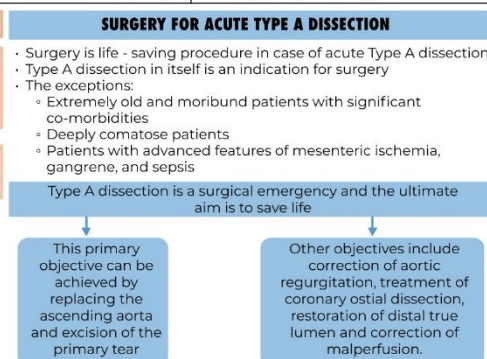 SURGERY FOR ACUTE TYPE A DISSECTION
• Surgery is life - saving procedure in case of acute Type A dissection
• Type A dissection in itself is an indication for surgery
• The exceptions:
◦ Extremely old and moribund patients with significant
co-morbidities
◦ Deeply comatose patients
◦ Patients with advanced features of mesenteric ischemia,
gangrene, and sepsis
Type A dissection is a surgical emergency and the ultimate
aim is to save life
This primary
objective can be
achieved by
replacing the
ascending aorta
and excision of the
primary tear
Other objectives include
correction of aortic
regurgitation, treatment of
coronary ostial dissection,
restoration of distal true
lumen and correction of
malperfusion.